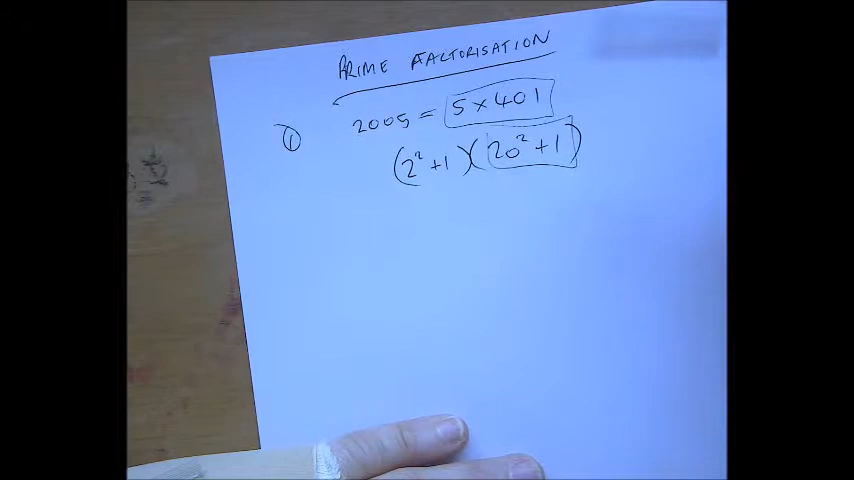 PRIME FACTORISATION
① 2005 = 5 × 401
(2² + 1)(20² + 1)